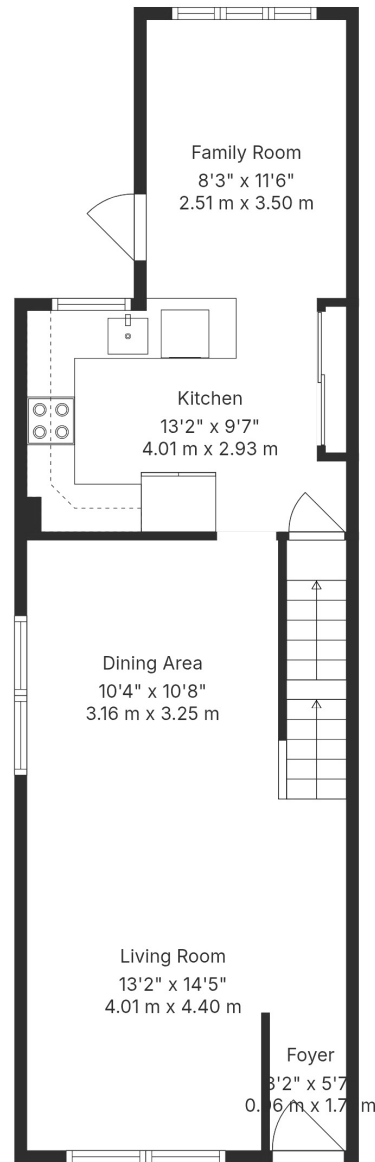 Family Room
8'3" x 11'6"
2.51 m x 3.50 m
Kitchen
13'2" x 9'7"
4.01 m x 2.93 m
Dining Area
10'4" x 10'8"
3.16 m x 3.25 m
Living Room
13'2" x 14'5"
4.01 m x 4.40 m
Foyer
x
m x m